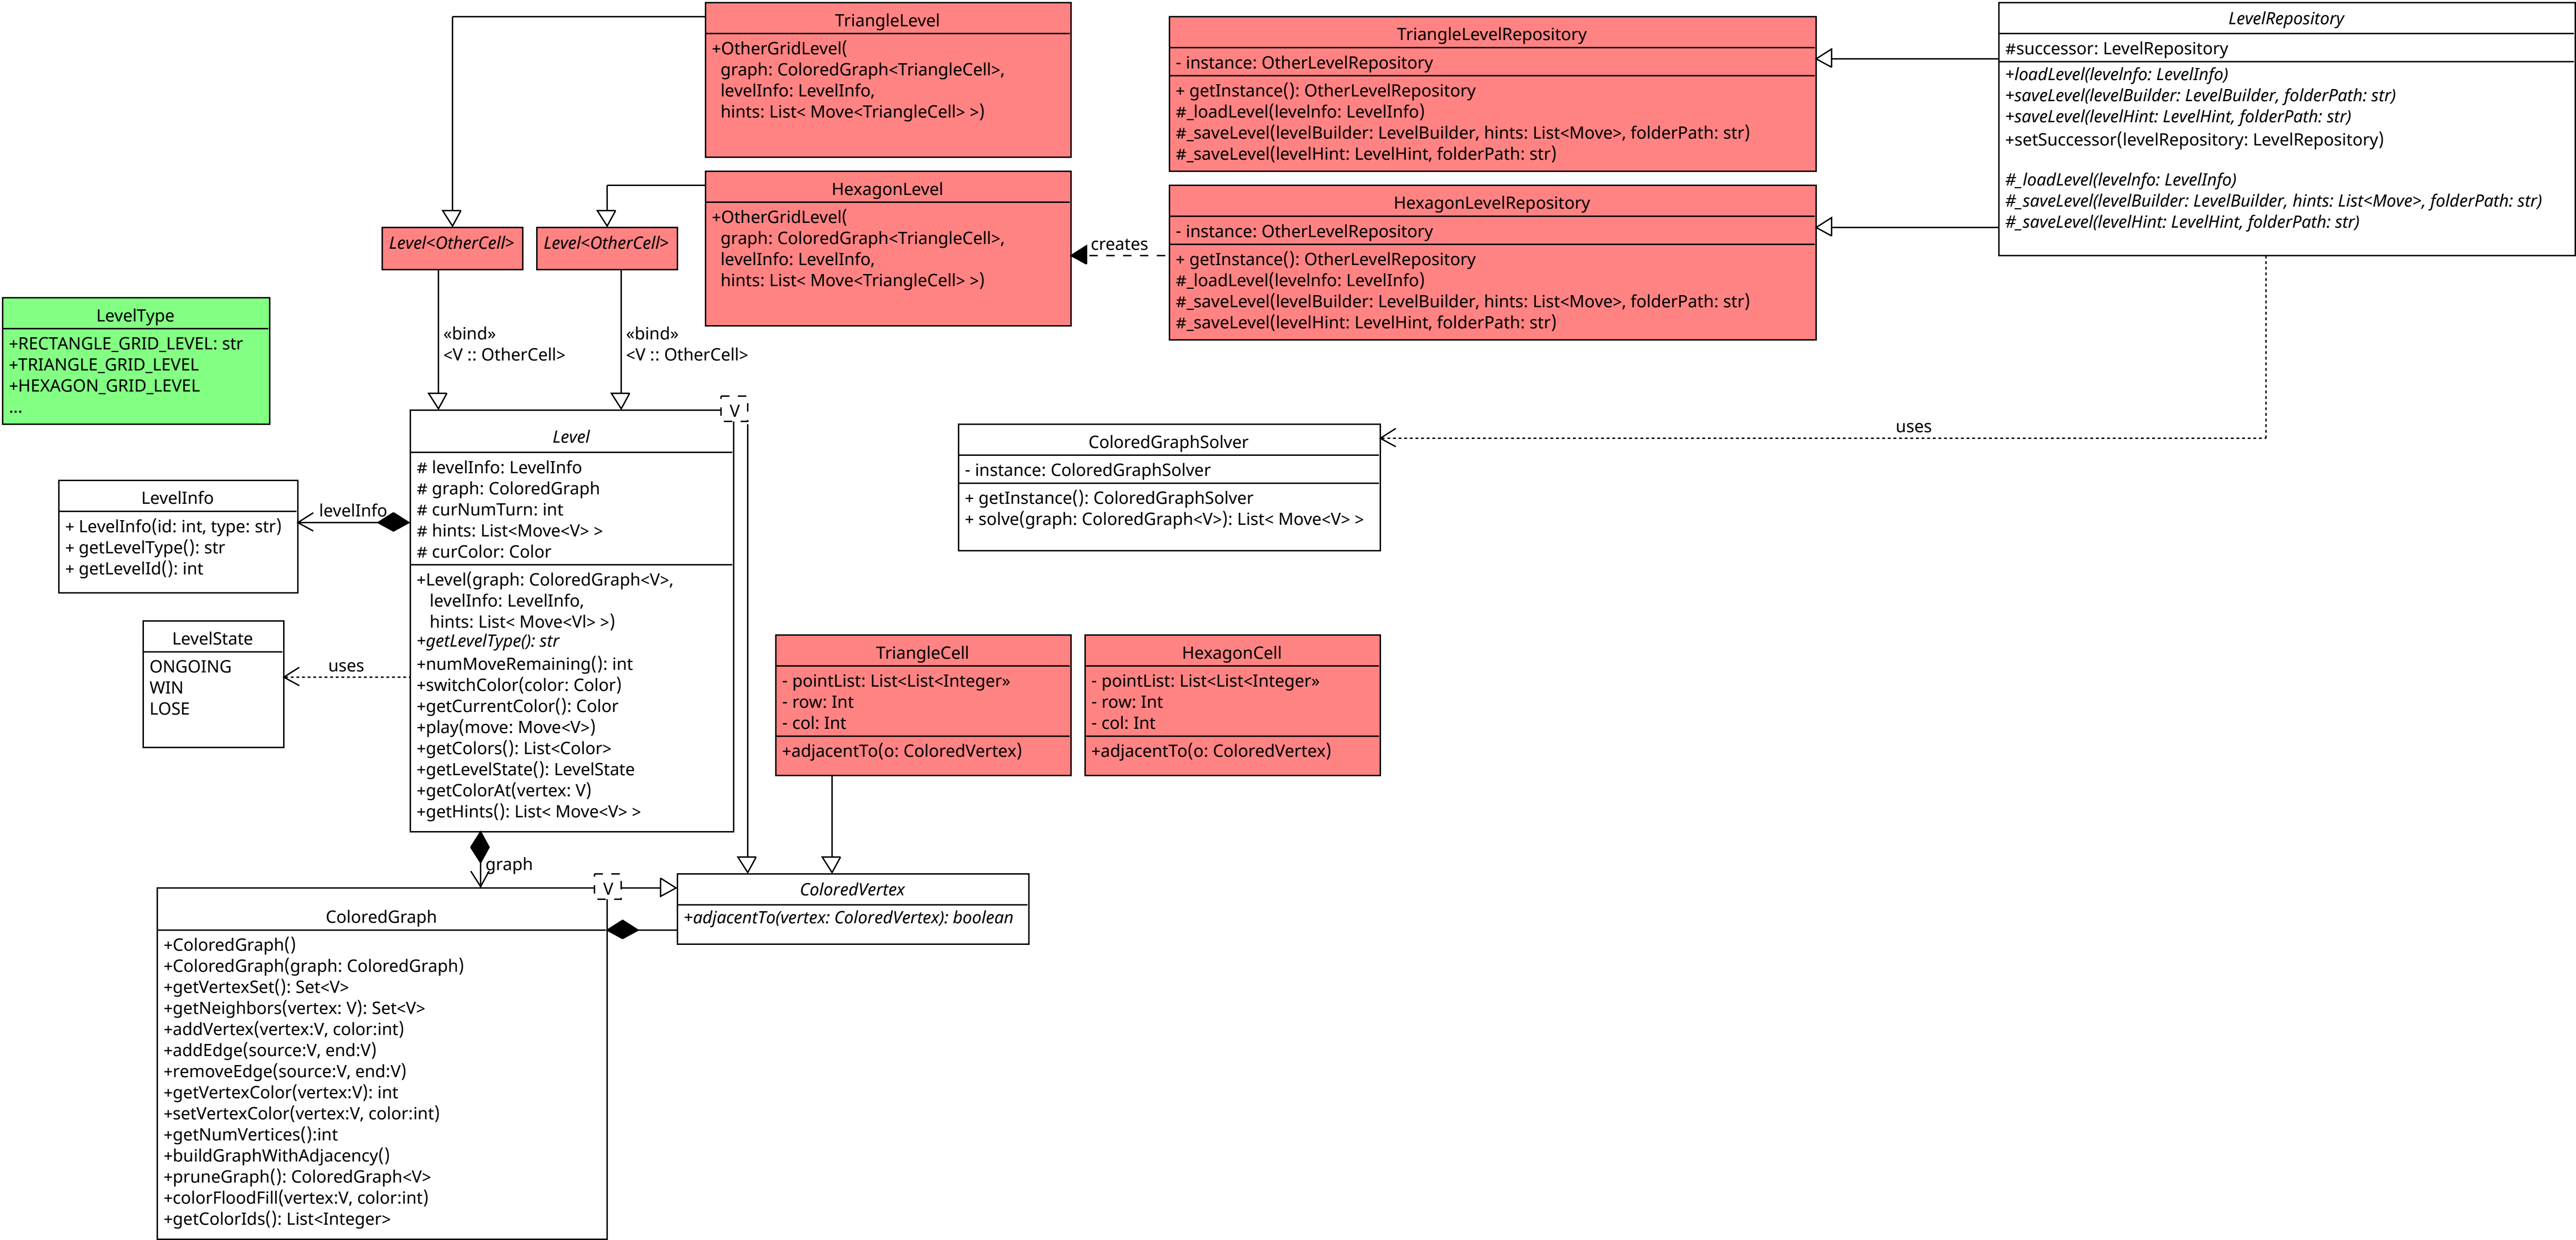 TriangleLevel
+OtherGridLevel(
graph: ColoredGraph<TriangleCell>,
levelInfo: LevelInfo,
hints: List< Move<TriangleCell> >)
TriangleLevelRepository
- instance: OtherLevelRepository
+ getInstance(): OtherLevelRepository
#_loadLevel(levelnfo: LevelInfo)
#_saveLevel(levelBuilder: LevelBuilder, hints: List<Move>, folderPath: str)
#_saveLevel(levelHint: LevelHint, folderPath: str)
LevelRepository
#successor: LevelRepository
+loadLevel(levelnfo: LevelInfo)
+saveLevel(levelBuilder: LevelBuilder, folderPath: str)
+saveLevel(levelHint: LevelHint, folderPath: str)
+setSuccessor(levelRepository: LevelRepository)
#_loadLevel(levelnfo: LevelInfo)
#_saveLevel(levelBuilder: LevelBuilder, hints: List<Move>, folderPath: str)
#_saveLevel(levelHint: LevelHint, folderPath: str)
HexagonLevel
+OtherGridLevel(
graph: ColoredGraph<TriangleCell>,
levelInfo: LevelInfo,
hints: List< Move<TriangleCell> >)
creates
HexagonLevelRepository
- instance: OtherLevelRepository
+ getInstance(): OtherLevelRepository
#_loadLevel(levelnfo: LevelInfo)
#_saveLevel(levelBuilder: LevelBuilder, hints: List<Move>, folderPath: str)
#_saveLevel(levelHint: LevelHint, folderPath: str)
Level<OtherCell>
Level<OtherCell>
«bind»
<V :: OtherCell>
«bind»
<V :: OtherCell>
LevelType
+RECTANGLE_GRID_LEVEL: str
+TRIANGLE_GRID_LEVEL
+HEXAGON_GRID_LEVEL
...
V
Level
# levelInfo: LevelInfo
# graph: ColoredGraph
# curNumTurn: int
# hints: List<Move<V> >
# curColor: Color
+Level(graph: ColoredGraph<V>,
levelInfo: LevelInfo,
hints: List< Move<Vl> >)
+getLevelType(): str
+numMoveRemaining(): int
+switchColor(color: Color)
+getCurrentColor(): Color
+play(move: Move<V>)
+getColors(): List<Color>
+getLevelState(): LevelState
+getColorAt(vertex: V)
+getHints(): List< Move<V> >
ColoredGraphSolver
- instance: ColoredGraphSolver
+ getInstance(): ColoredGraphSolver
+ solve(graph: ColoredGraph<V>): List< Move<V> >
uses
LevelInfo
+ LevelInfo(id: int, type: str)
+ getLevelType(): str
+ getLevelId(): int
levelInfo
LevelState
ONGOING
WIN
LOSE
uses
TriangleCell
- pointList: List<List<Integer»
- row: Int
- col: Int
+adjacentTo(o: ColoredVertex)
HexagonCell
- pointList: List<List<Integer»
- row: Int
- col: Int
+adjacentTo(o: ColoredVertex)
graph
V
ColoredVertex
+adjacentTo(vertex: ColoredVertex): boolean
ColoredGraph
+ColoredGraph()
+ColoredGraph(graph: ColoredGraph)
+getVertexSet(): Set<V>
+getNeighbors(vertex: V): Set<V>
+addVertex(vertex:V, color:int)
+addEdge(source:V, end:V)
+removeEdge(source:V, end:V)
+getVertexColor(vertex:V): int
+setVertexColor(vertex:V, color:int)
+getNumVertices():int
+buildGraphWithAdjacency()
+pruneGraph(): ColoredGraph<V>
+colorFloodFill(vertex:V, color:int)
+getColorIds(): List<Integer>